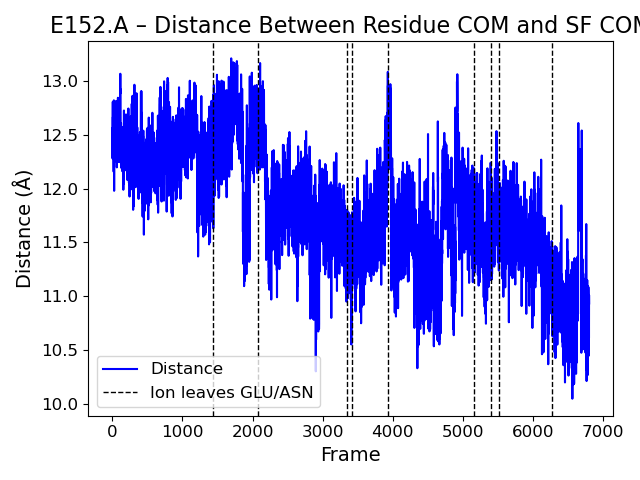 E152.A – Distance Between Residue COM and SF COM
13.0
12.5
12.0
11.5
11.0
10.5
10.0
Distance (Å)
Distance
Ion leaves GLU/ASN
0 1000 2000 3000 4000 5000 6000 7000
Frame